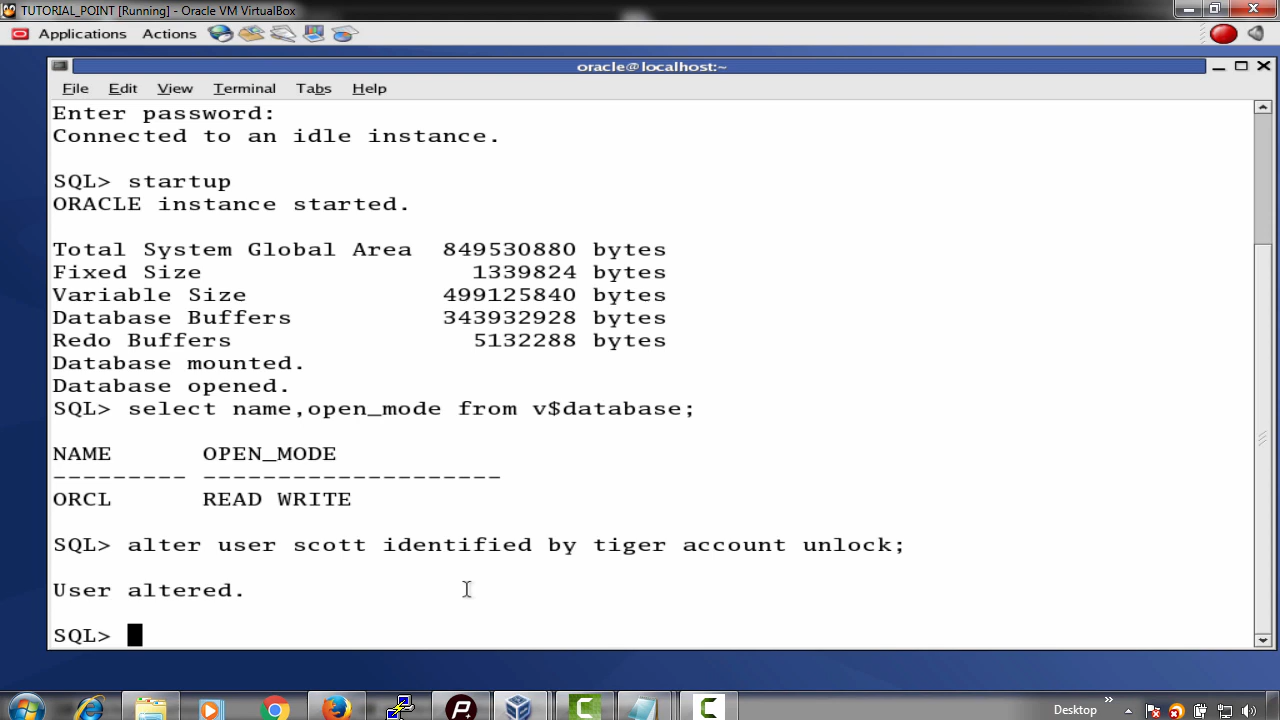 TUTORIAL_POINT [Running] - Oracle VM VirtualBox
Applications Actions
oracle@localhost:~
File Edit View Terminal Tabs Help
Enter password:
Connected to an idle instance.
SQL> startup
ORACLE instance started.
Total System Global Area 849530880 bytes
Fixed Size 1339824 bytes
Variable Size 499125840 bytes
Database Buffers 343932928 bytes
Redo Buffers 5132288 bytes
Database mounted.
Database opened.
SQL> select name,open_mode from v$database;
NAME OPEN_MODE
--------- --------------------
ORCL READ WRITE
SQL> alter user scott identified by tiger account unlock;
User altered.
SQL>
Desktop »